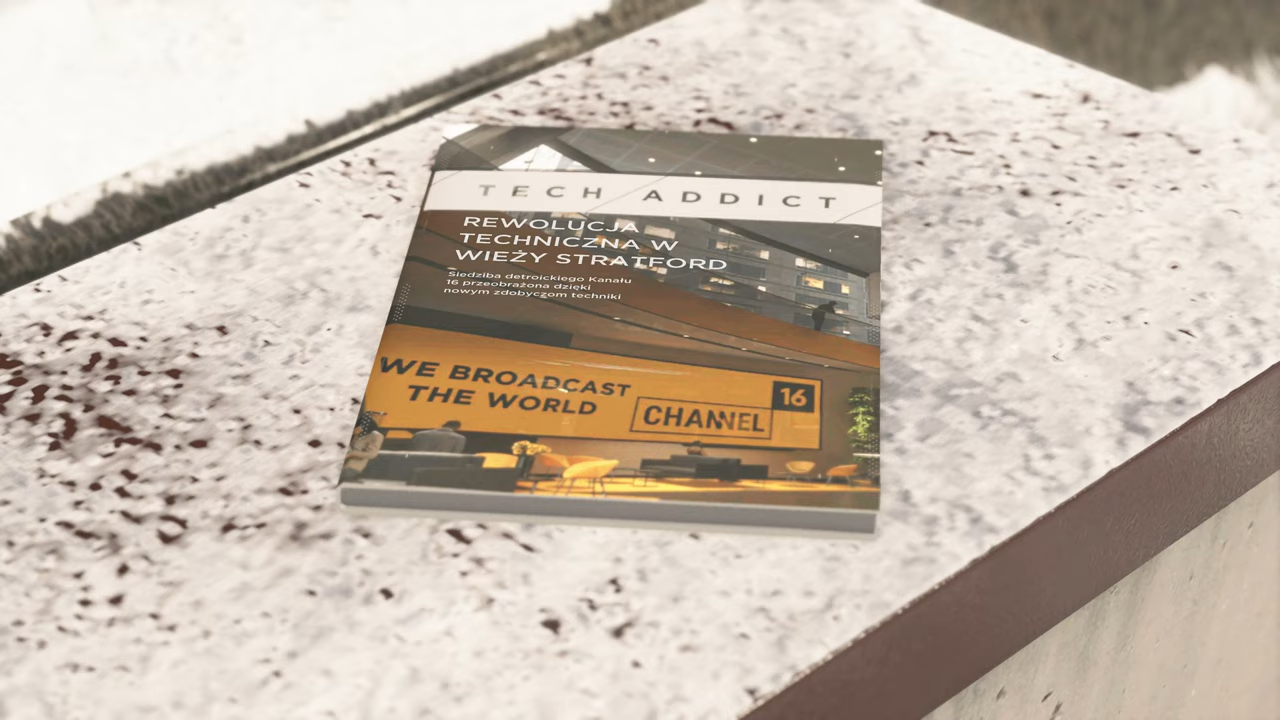 TECH ADDICT
REWOLUCJA
TECHNICZNA W
WIEŻY STRATFORD
Siedziba detroickiego Kanału
16 przeobrażona dzięki
nowym zdobyczom techniki
WE BROADCAST
THE WORLD
CHANNEL
16